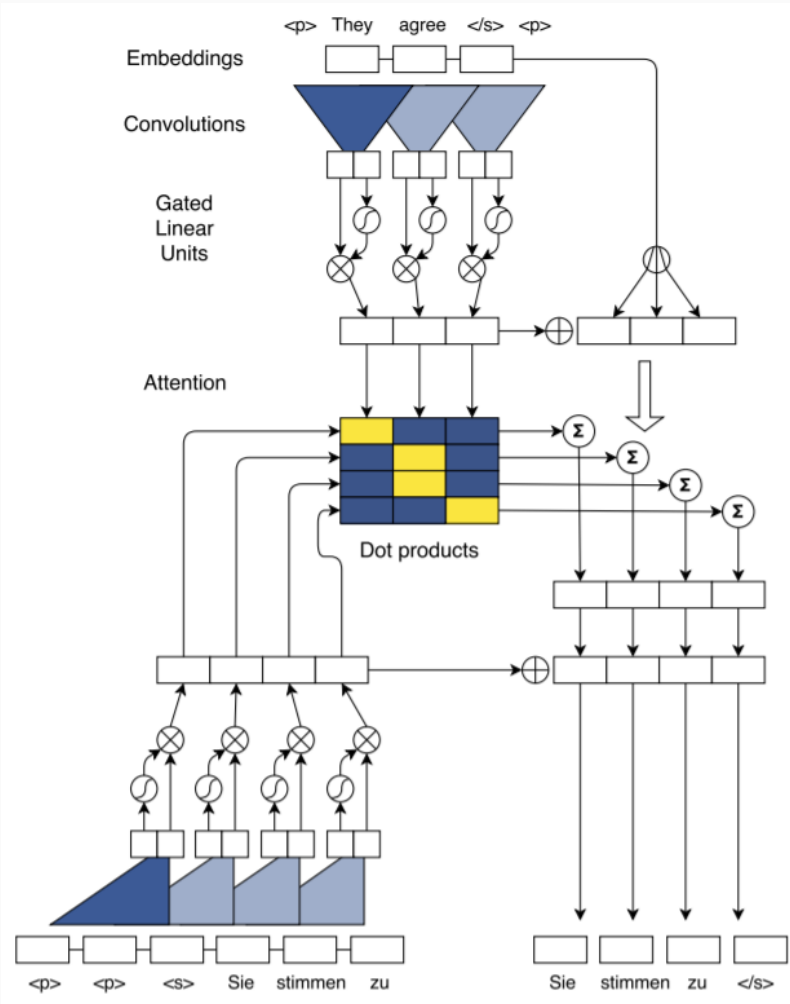 <p> They agree </s> <p>
Embeddings
Convolutions
Gated
Linear
Units
Attention
Σ
Σ
Σ
Σ
Dot products
<p> <p> <s> Sie stimmen zu
Sie stimmen zu </s>